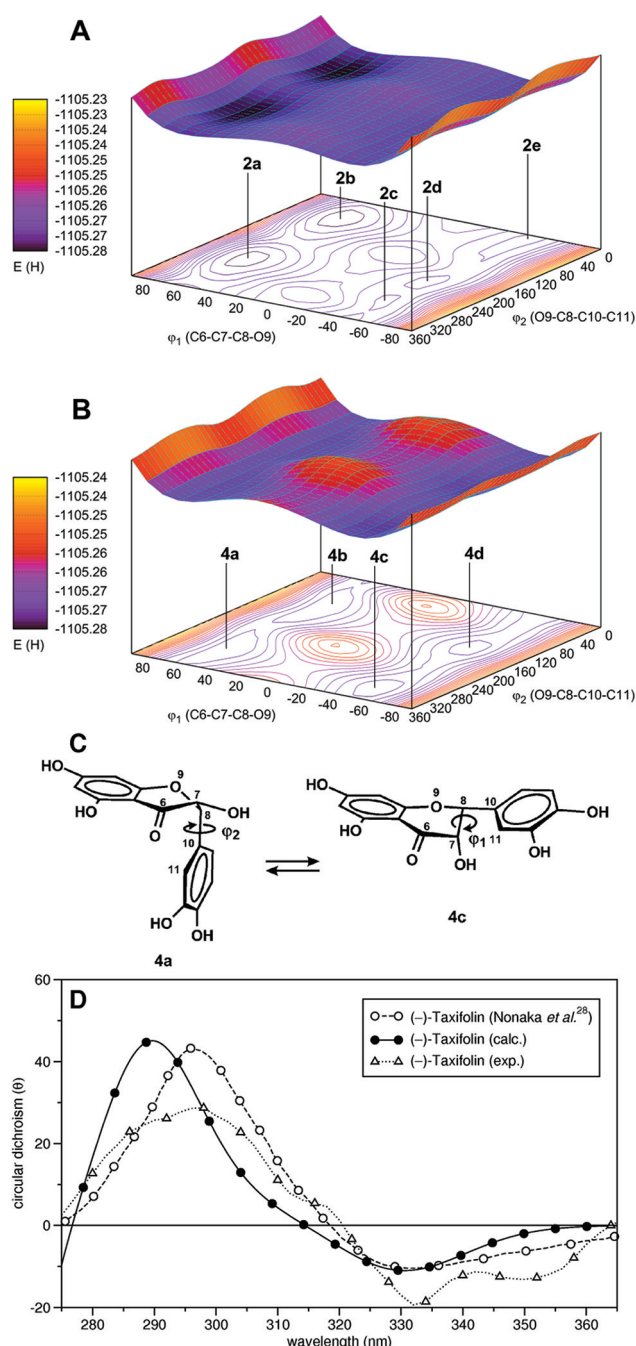 A
-1105.23
-1105.23
-1105.24
-1105.24
-1105.25
-1105.25
-1105.26
-1105.26
-1105.27
-1105.27
-1105.28
E (H)
2a
2b
2c
2d
2e
80 60 40 20 0 -20 -40 -60 -80
360 320 280 240 200 160 120 80 40 0
φ1 (C6-C7-C8-O9)
φ2 (O9-C8-C10-C11)
B
-1105.24
-1105.24
-1105.25
-1105.25
-1105.26
-1105.26
-1105.27
-1105.27
-1105.28
E (H)
4a
4b
4c
4d
80 60 40 20 0 -20 -40 -60 -80
360 320 280 240 200 160 120 80 40 0
φ1 (C6-C7-C8-O9)
φ2 (O9-C8-C10-C11)
C
HO
OH
O
9
6
O
7
OH
8
φ2
10
11
HO
OH
4a
HO
OH
O
9
8
6
O
7
OH
φ1
10
11
OH
OH
4c
D
60
40
20
0
-20
circular dichroism (θ)
(–)-Taxifolin (Nonaka et al.28)
(–)-Taxifolin (calc.)
(–)-Taxifolin (exp.)
280 290 300 310 320 330 340 350 360
wavelength (nm)